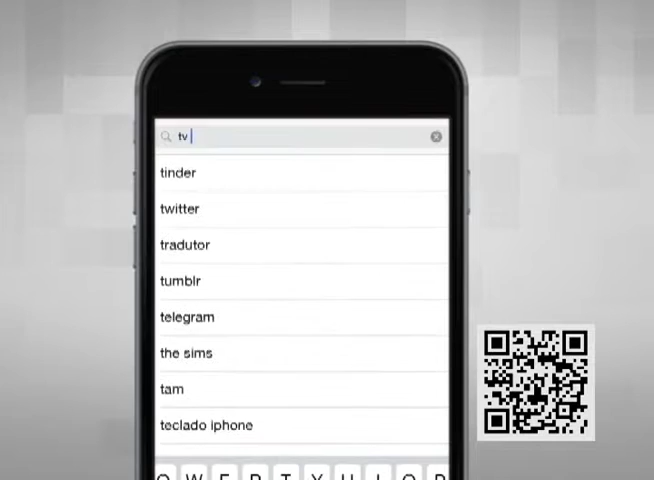 tv
tinder
twitter
tradutor
tumblr
telegram
the sims
tam
teclado iphone
Q W E R T Y U I O P